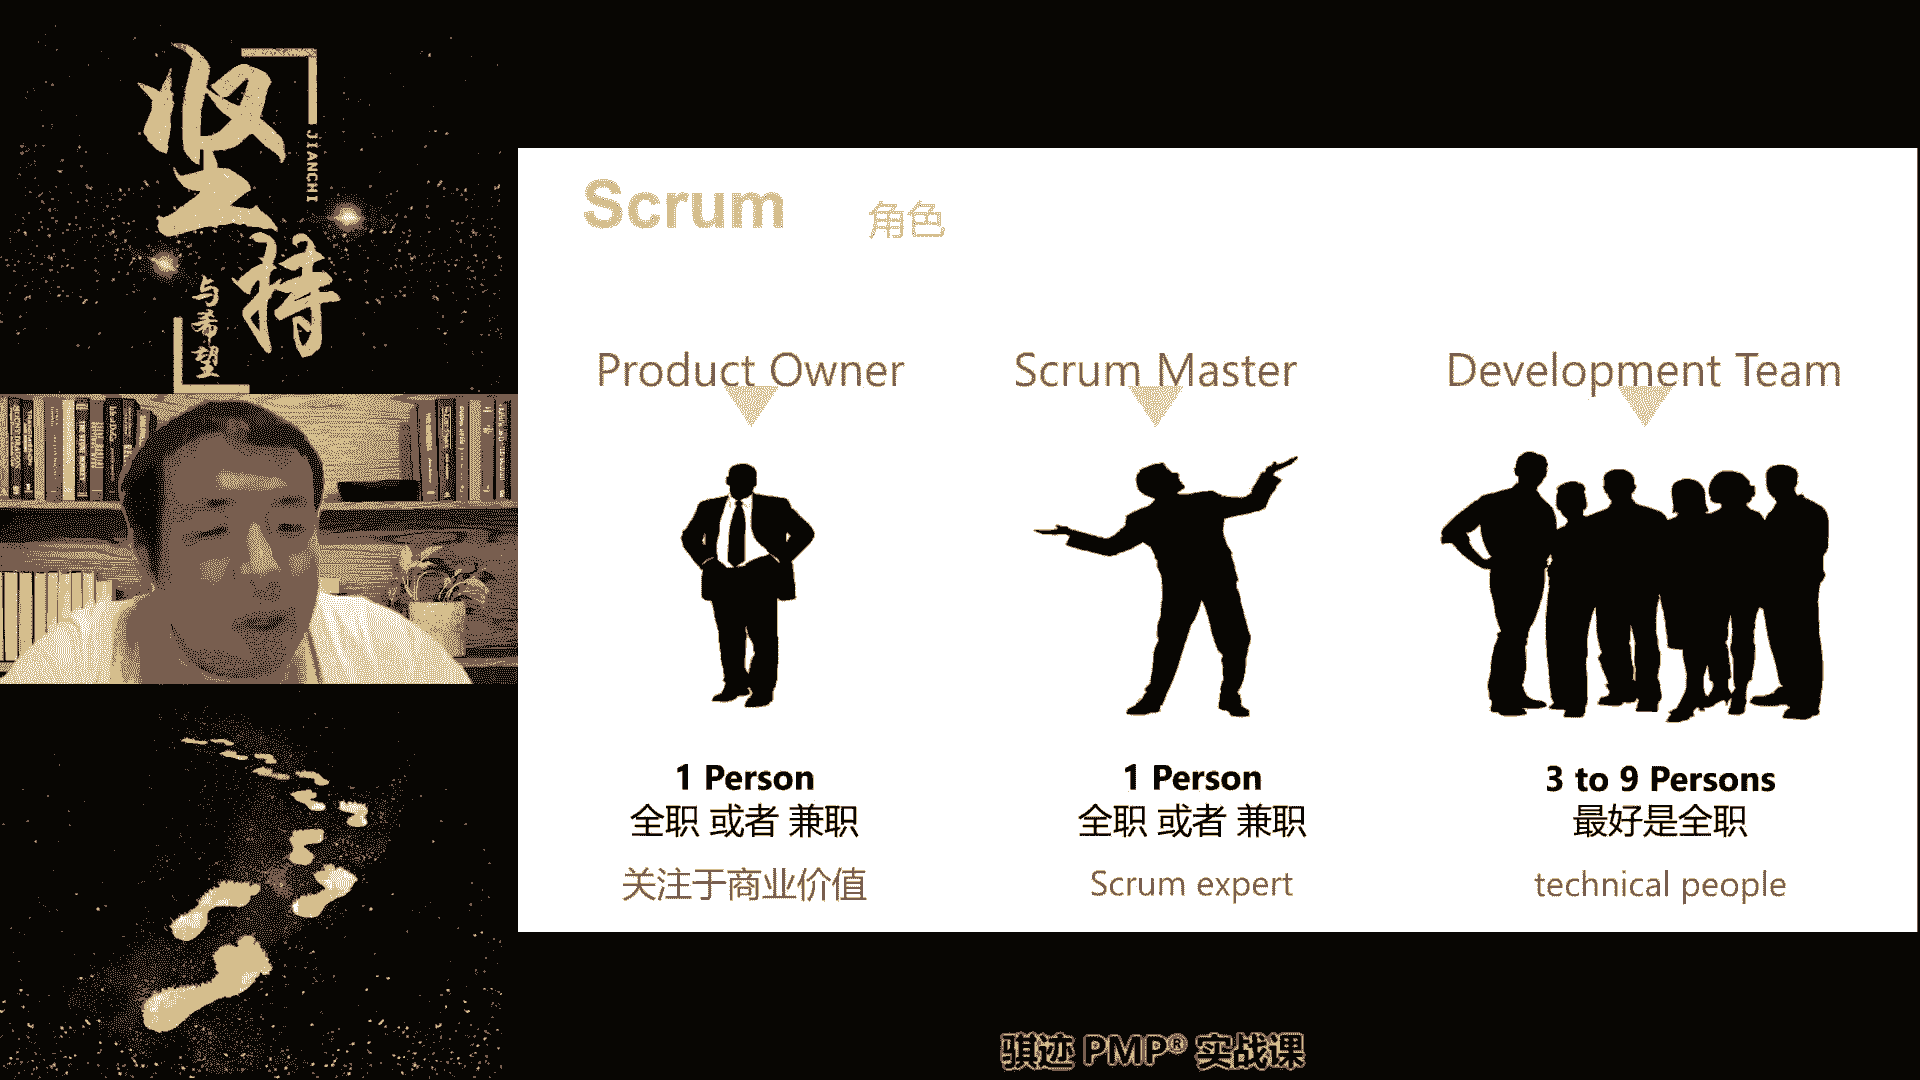 坚持
JIANCHI
与希望
Scrum 角色
Product Owner
Scrum Master
Development Team
1 Person
全职 或者 兼职
关注于商业价值
1 Person
全职 或者 兼职
Scrum expert
3 to 9 Persons
最好是全职
technical people
骐迹 PMP® 实战课